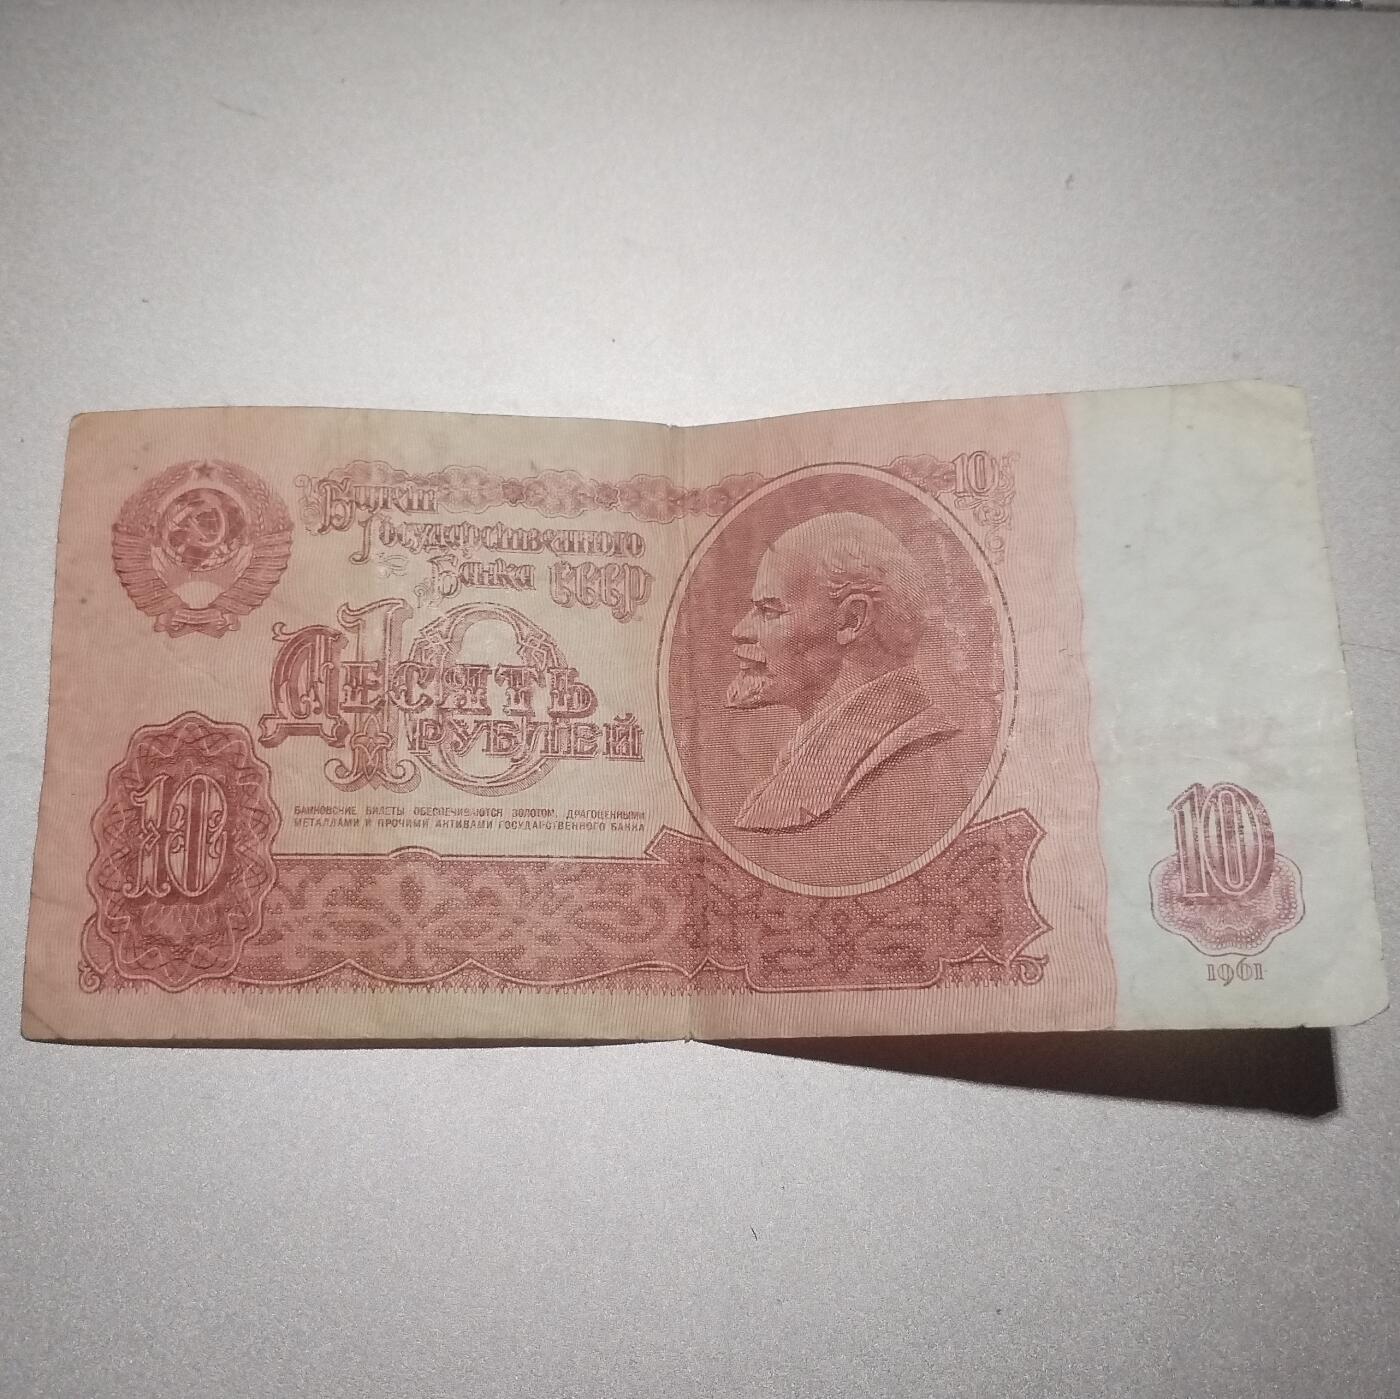 Билет
Государственного
Банка СССР
10
10
Десять
рублей
БАНКОВСКИЕ БИЛЕТЫ ОБЕСПЕЧИВАЮТСЯ ЗОЛОТОМ, ДРАГОЦЕННЫМИ
МЕТАЛЛАМИ И ПРОЧИМИ АКТИВАМИ ГОСУДАРСТВЕННОГО БАНКА
10
10
1961